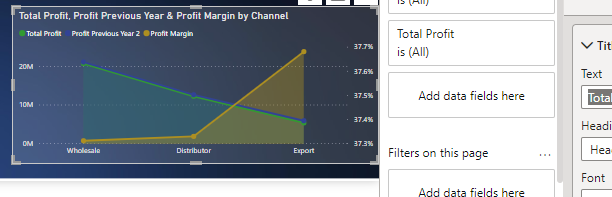 Total Profit, Profit Previous Year & Profit Margin by Channel
Total Profit Profit Previous Year 2 Profit Margin
37.7%
20M
37.6%
37.5%
10M
37.4%
0M
37.3%
Wholesale Distributor Export
is (All)
Total Profit
is (All)
Add data fields here
Filters on this page ...
Add data fields here
Tit
Text
Total
Headi
Hea
Font